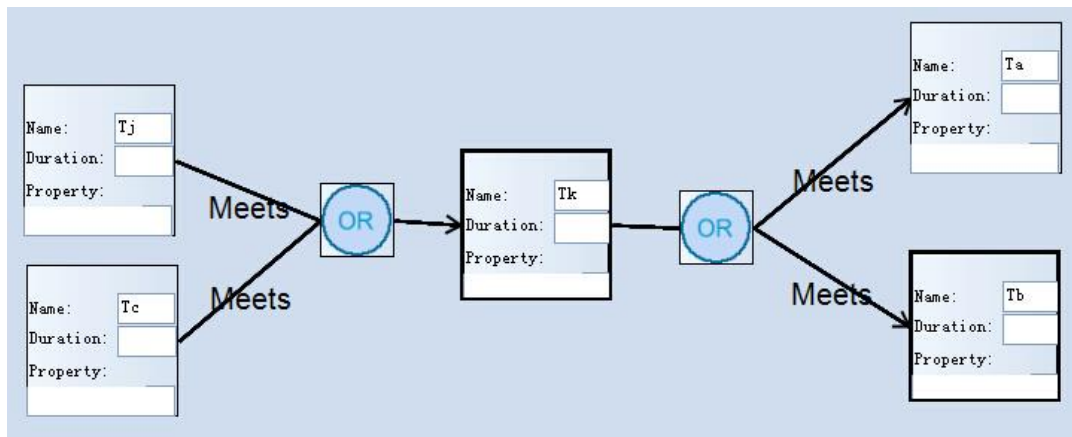 Name: Tj
Duration:
Property:
Meets
Name: Tc
Duration:
Property:
Meets
OR
Name: Tk
Duration:
Property:
OR
Meets
Name: Ta
Duration:
Property:
Meets
Name: Tb
Duration:
Property: